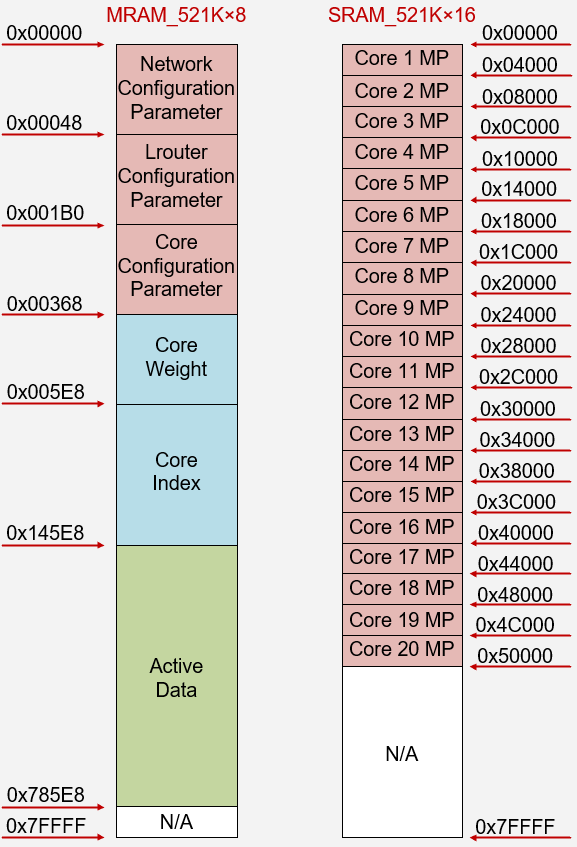 MRAM_521K×8
0x00000
Network
Configuration
Parameter
0x00048
Lrouter
Configuration
Parameter
0x001B0
Core
Configuration
Parameter
0x00368
Core
Weight
0x005E8
Core
Index
0x145E8
Active
Data
0x785E8
N/A
0x7FFFF
SRAM_521K×16
0x00000
Core 1 MP
0x04000
Core 2 MP
0x08000
Core 3 MP
0x0C000
Core 4 MP
0x10000
Core 5 MP
0x14000
Core 6 MP
0x18000
Core 7 MP
0x1C000
Core 8 MP
0x20000
Core 9 MP
0x24000
Core 10 MP
0x28000
Core 11 MP
0x2C000
Core 12 MP
0x30000
Core 13 MP
0x34000
Core 14 MP
0x38000
Core 15 MP
0x3C000
Core 16 MP
0x40000
Core 17 MP
0x44000
Core 18 MP
0x48000
Core 19 MP
0x4C000
Core 20 MP
0x50000
N/A
0x7FFFF